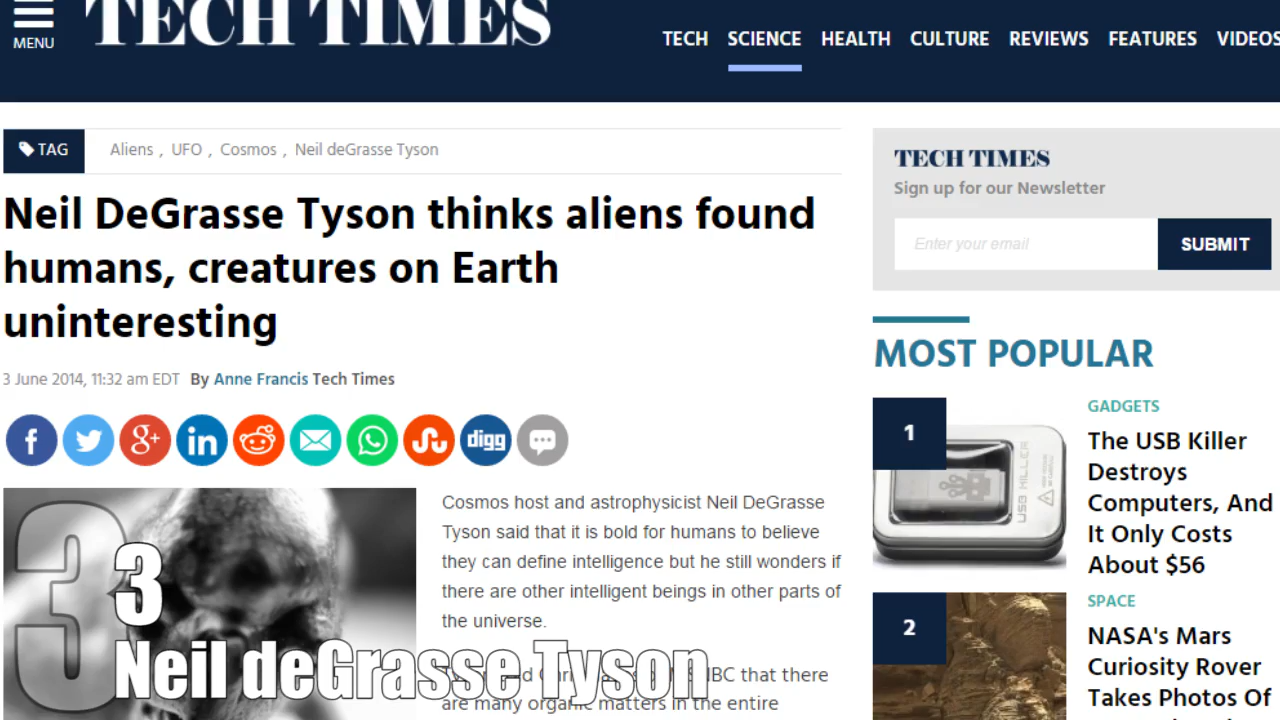 MENU
TECH TIMES
TECH SCIENCE HEALTH CULTURE REVIEWS FEATURES VIDEOS
TAG Aliens , UFO , Cosmos , Neil deGrasse Tyson
Neil DeGrasse Tyson thinks aliens found
humans, creatures on Earth
uninteresting
3 June 2014, 11:32 am EDT By Anne Francis Tech Times
f g+ in digg
Cosmos host and astrophysicist Neil DeGrasse
Tyson said that it is bold for humans to believe
they can define intelligence but he still wonders if
there are other intelligent beings in other parts of
the universe.
that there
are many organic matters in the entire
3
3
Neil deGrasse Tyson
TECH TIMES
Sign up for our Newsletter
Enter your email SUBMIT
MOST POPULAR
1
USB KILLER
GADGETS
The USB Killer
Destroys
Computers, And
It Only Costs
About $56
2
SPACE
NASA's Mars
Curiosity Rover
Takes Photos Of